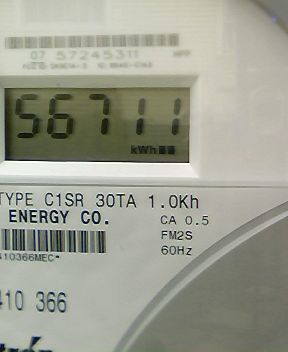 07 57245311
56711
kWh
TYPE C1SR 30TA 1.0Kh
ENERGY CO.
CA 0.5
FM2S
60Hz
410366MEC*
410 366